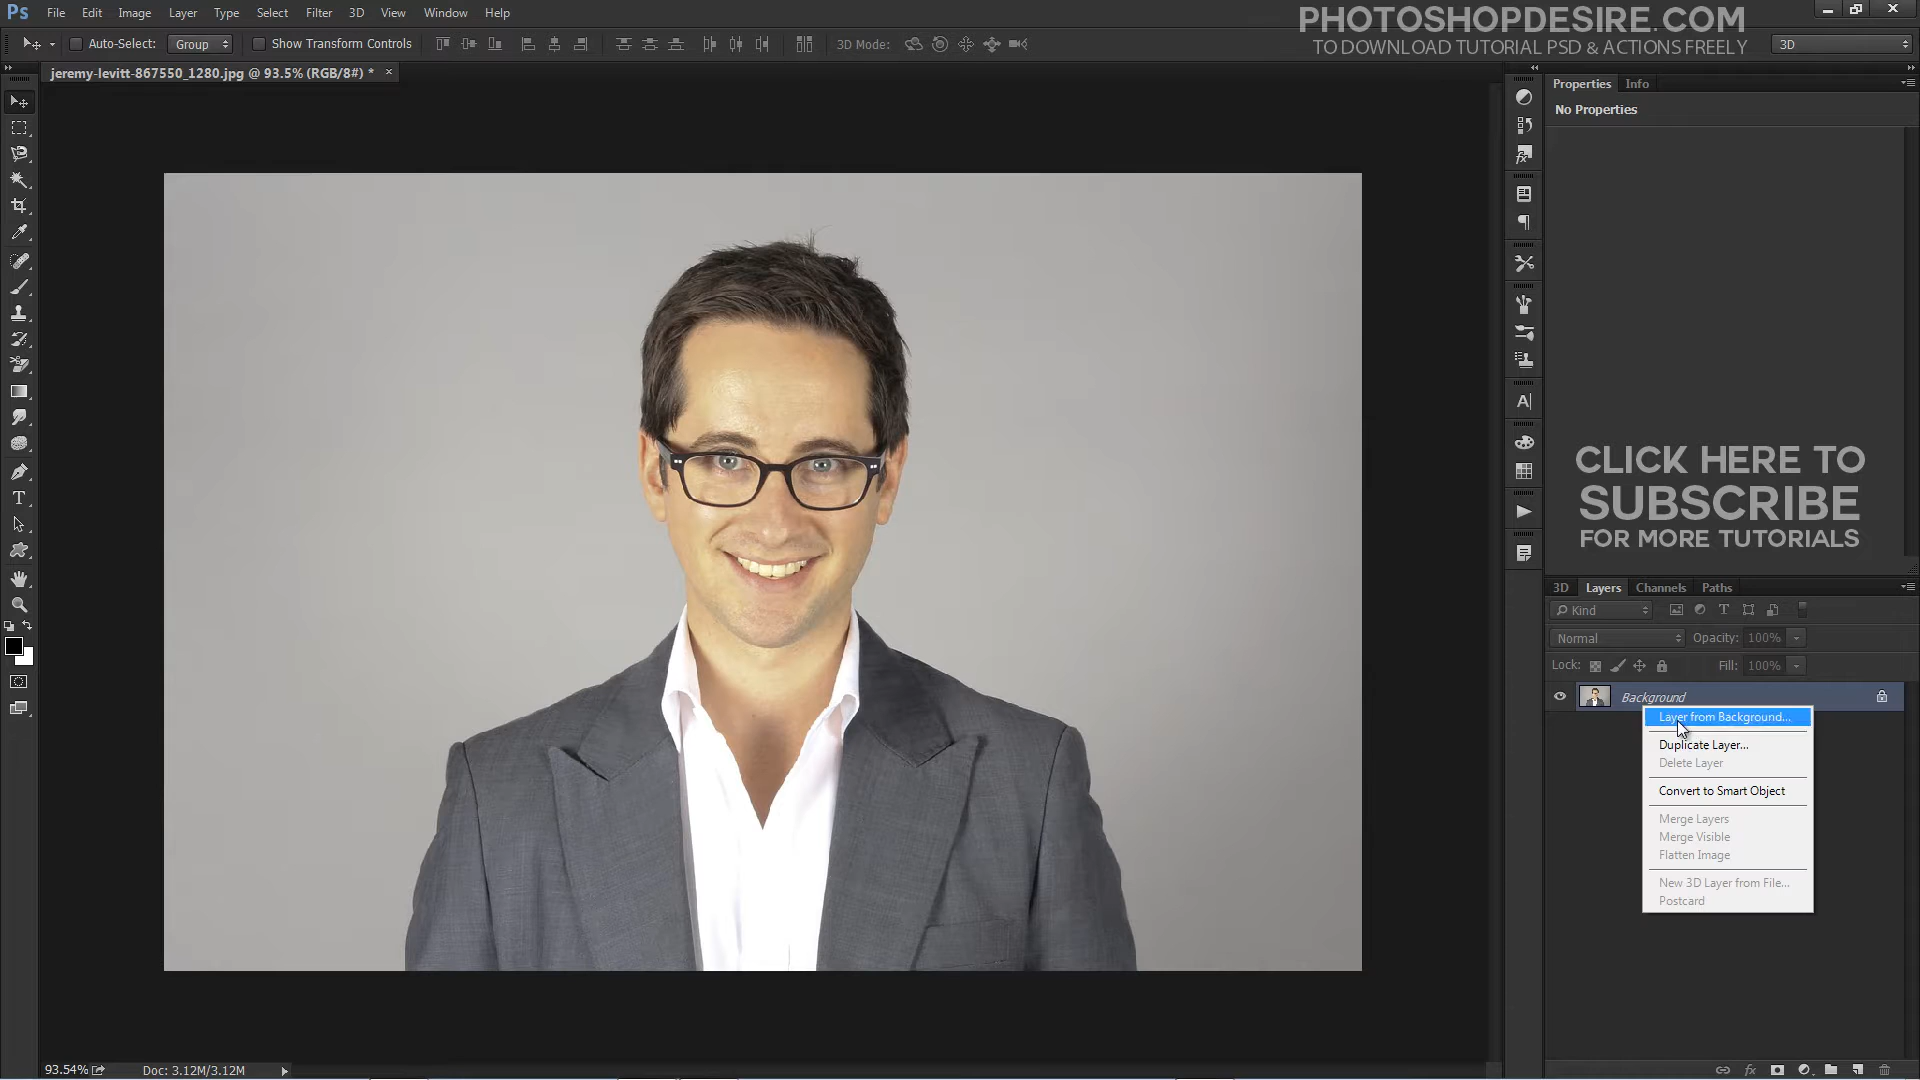 Ps File Edit Image Layer Type Select Filter 3D View Window Help
PHOTOSHOPDESIRE.COM
TO DOWNLOAD TUTORIAL PSD & ACTIONS FREELY
Auto-Select: Group Show Transform Controls 3D Mode: 3D
jeremy-levitt-867550_1280.jpg @ 93.5% (RGB/8#) * ×
Properties Info
No Properties
CLICK HERE TO
SUBSCRIBE
FOR MORE TUTORIALS
3D Layers Channels Paths
Kind
Normal Opacity: 100%
Lock: Fill: 100%
Background
Layer from Background...
Duplicate Layer...
Delete Layer
Convert to Smart Object
Merge Layers
Merge Visible
Flatten Image
New 3D Layer from File...
Postcard
93.54% Doc: 3.12M/3.12M